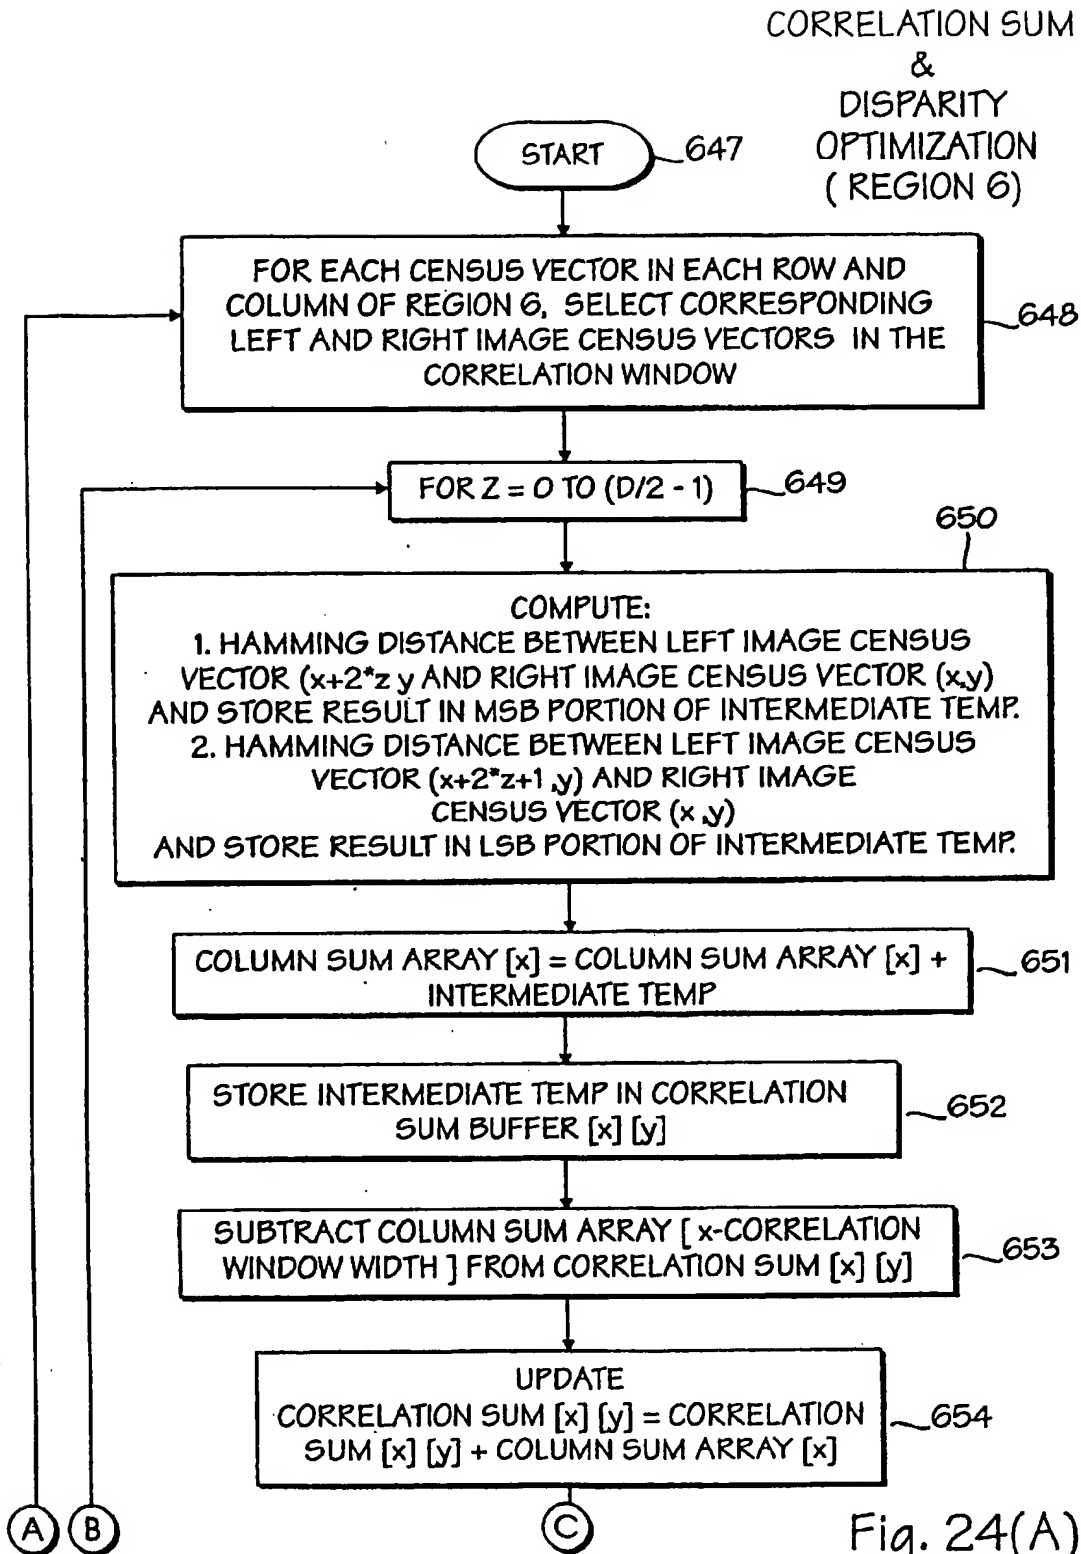 CORRELATION SUM
&
DISPARITY
OPTIMIZATION
( REGION 6)
START
647
FOR EACH CENSUS VECTOR IN EACH ROW AND
COLUMN OF REGION 6, SELECT CORRESPONDING
LEFT AND RIGHT IMAGE CENSUS VECTORS IN THE
CORRELATION WINDOW
648
FOR Z = 0 TO (D/2 - 1)
649
650
COMPUTE:
1. HAMMING DISTANCE BETWEEN LEFT IMAGE CENSUS
VECTOR (x+2*z y AND RIGHT IMAGE CENSUS VECTOR (x,y)
AND STORE RESULT IN MSB PORTION OF INTERMEDIATE TEMP.
2. HAMMING DISTANCE BETWEEN LEFT IMAGE CENSUS
VECTOR (x+2*z+1 ,y) AND RIGHT IMAGE
CENSUS VECTOR (x ,y)
AND STORE RESULT IN LSB PORTION OF INTERMEDIATE TEMP.
COLUMN SUM ARRAY [x] = COLUMN SUM ARRAY [x] +
INTERMEDIATE TEMP
651
STORE INTERMEDIATE TEMP IN CORRELATION
SUM BUFFER [x] [y]
652
SUBTRACT COLUMN SUM ARRAY [ x-CORRELATION
WINDOW WIDTH ] FROM CORRELATION SUM [x] [y]
653
UPDATE
CORRELATION SUM [x] [y] = CORRELATION
SUM [x] [y] + COLUMN SUM ARRAY [x]
654
A B C
Fig. 24(A)